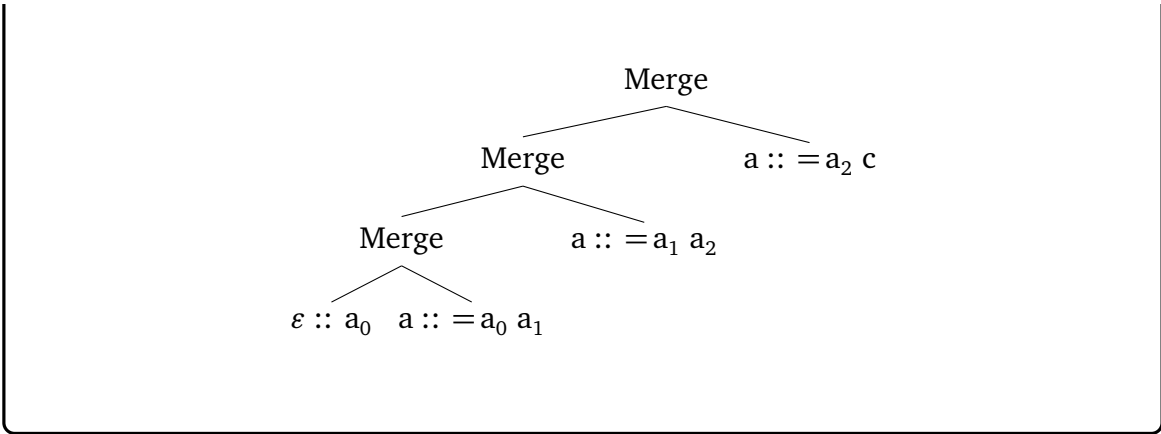 Merge
Merge a :: = a₂ c
Merge a :: = a₁ a₂
ε :: a₀ a :: = a₀ a₁